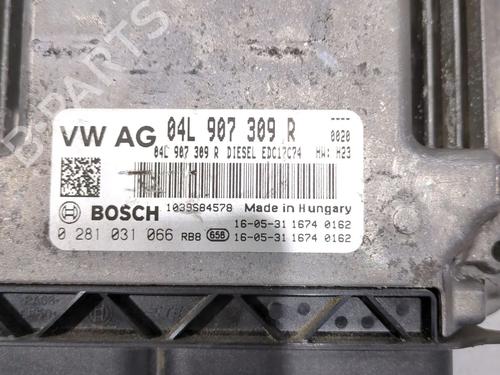 B PARTS
VW AG 04L 907 309 R ---- 0020
04L 907 309 R DIESEL EDC17C74 HW: H23
BOSCH 1039S84578 Made in Hungary
0 281 031 066 RB8 658 16-05-31 1674 0162
16-05-31 1674 0162